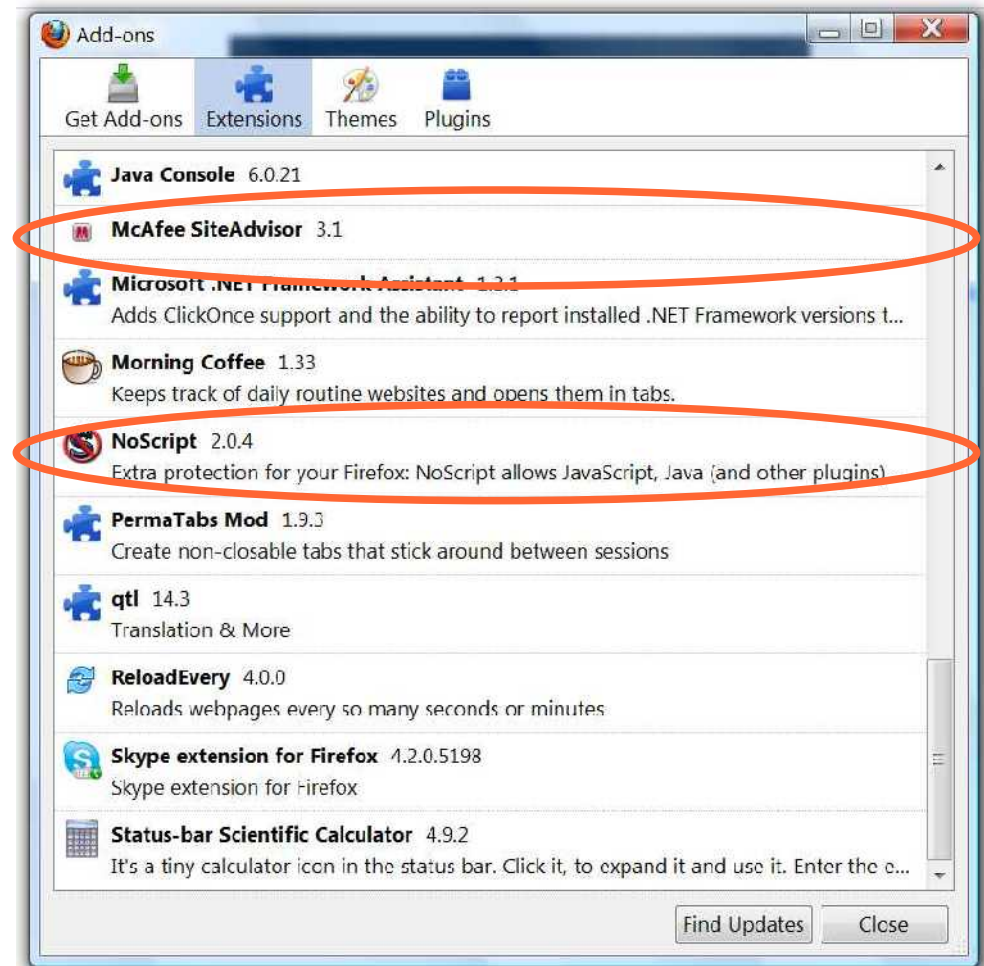 Add-ons
Get Add-ons Extensions Themes Plugins
Java Console 6.0.21
McAfee SiteAdvisor 3.1
Microsoft .NET Framework Assistant 1.2.1
Adds ClickOnce support and the ability to report installed .NET Framework versions t...
Morning Coffee 1.33
Keeps track of daily routine websites and opens them in tabs.
NoScript 2.0.4
Extra protection for your Firefox: NoScript allows JavaScript, Java (and other plugins)
PermaTabs Mod 1.9.3
Create non-closable tabs that stick around between sessions
qtl 14.3
Translation & More
ReloadEvery 4.0.0
Reloads webpages every so many seconds or minutes
Skype extension for Firefox 4.2.0.5198
Skype extension for Firefox
Status-bar Scientific Calculator 4.9.2
It's a tiny calculator icon in the status bar. Click it, to expand it and use it. Enter the e...
Find Updates Close